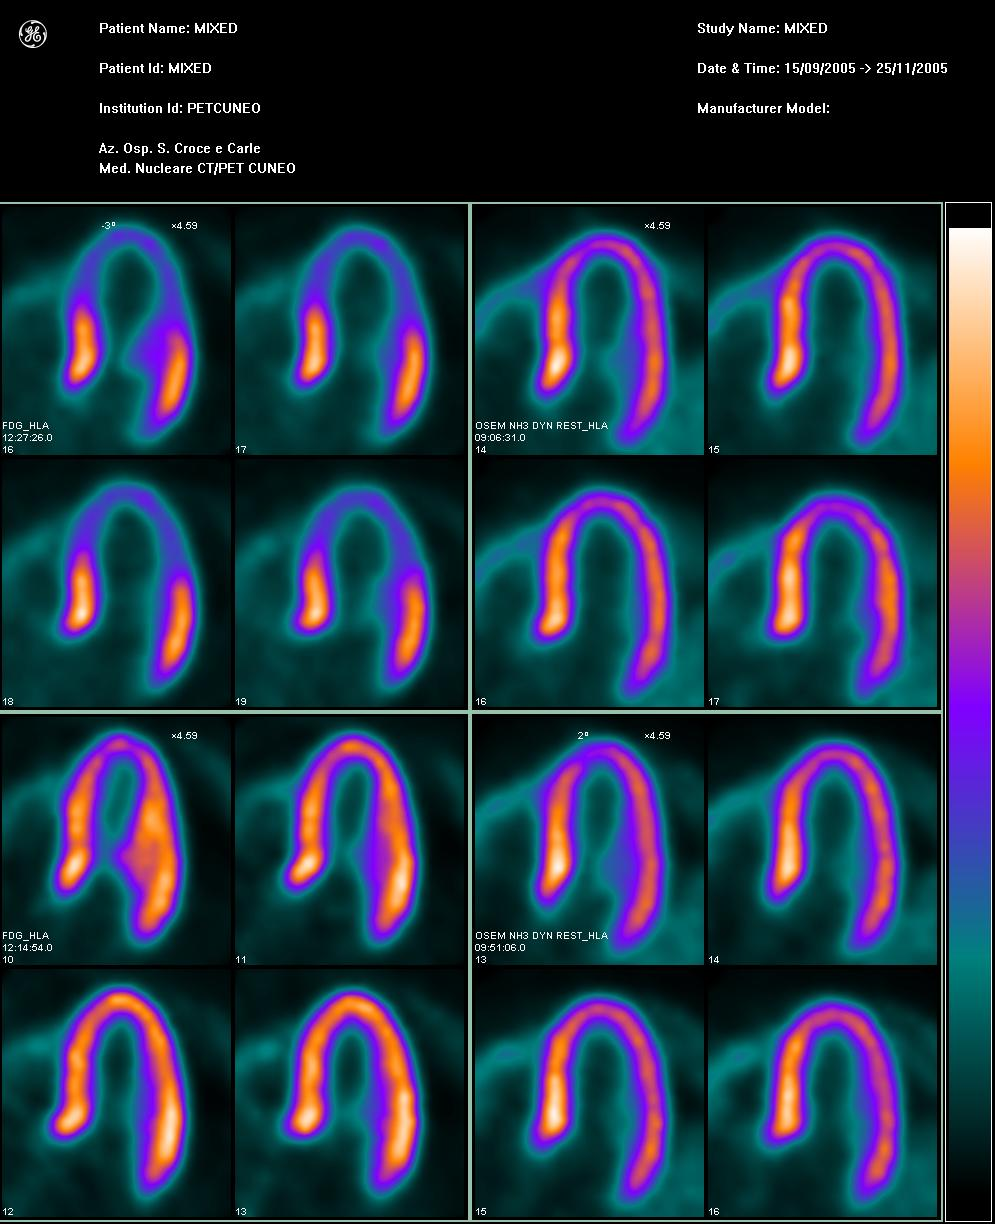 Patient Name: MIXED
Study Name: MIXED
Patient Id: MIXED
Date & Time: 15/09/2005 -> 25/11/2005
Institution Id: PETCUNEO
Manufacturer Model:
Az. Osp. S. Croce e Carle
Med. Nucleare CT/PET CUNEO
-3° ×4.59
FDG_HLA
12:27:26.0
16
17
18
19
×4.59
OSEM NH3 DYN REST_HLA
09:06:31.0
14
15
16
17
×4.59
FDG_HLA
12:14:54.0
10
11
12
13
2° ×4.59
OSEM NH3 DYN REST_HLA
09:51:06.0
13
14
15
16